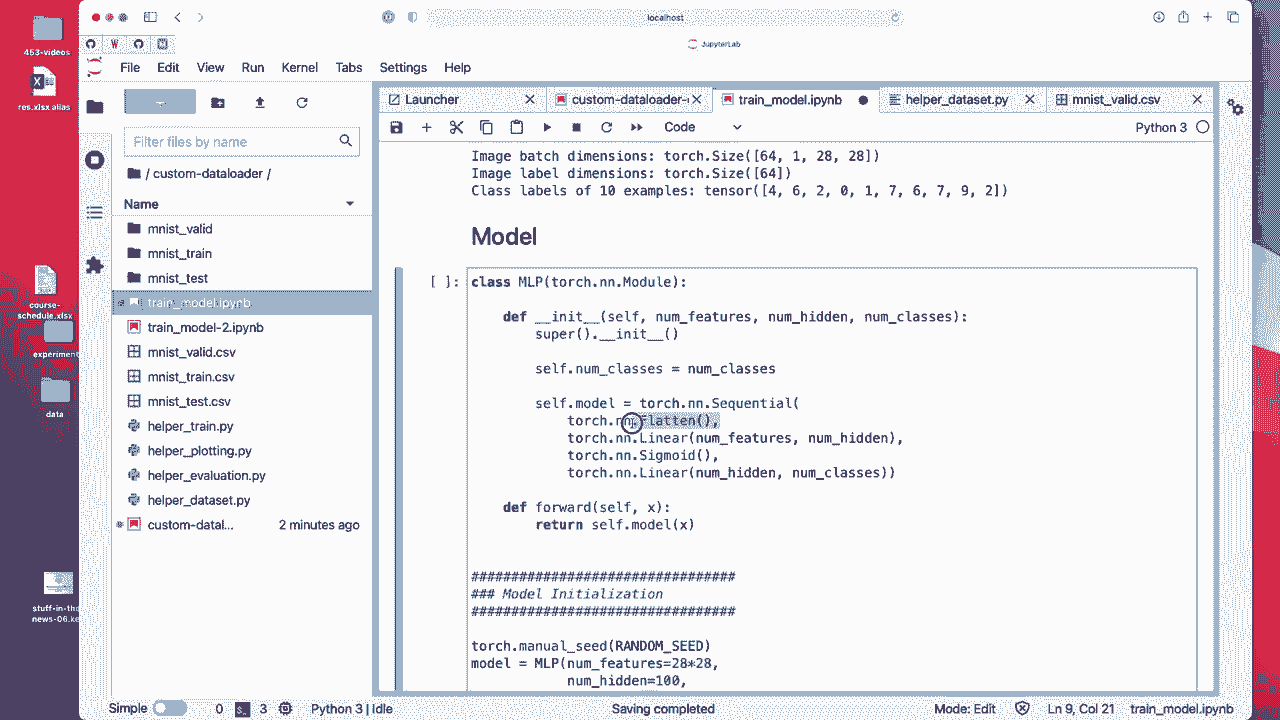 localhost
JupyterLab
File Edit View Run Kernel Tabs Settings Help
453-videos
res.xlsx alias
course-schedule.xlsx
experiment
data
stuff-in-the
news-06.ke
Filter files by name
/ custom-dataloader /
Name
mnist_valid
mnist_train
mnist_test
train_model.ipynb
train_model-2.ipynb
mnist_valid.csv
mnist_train.csv
mnist_test.csv
helper_train.py
helper_plotting.py
helper_evaluation.py
helper_dataset.py
custom-datal... 2 minutes ago
Launcher custom-dataloader- train_model.ipynb helper_dataset.py mnist_valid.csv
Code Python 3
Image batch dimensions: torch.Size([64, 1, 28, 28])
Image label dimensions: torch.Size([64])
Class labels of 10 examples: tensor([4, 6, 2, 0, 1, 7, 6, 7, 9, 2])
Model
[ ]: class MLP(torch.nn.Module):
def __init__(self, num_features, num_hidden, num_classes):
super().__init__()
self.num_classes = num_classes
self.model = torch.nn.Sequential(
torch.nn.Flatten(),
torch.nn.Linear(num_features, num_hidden),
torch.nn.Sigmoid(),
torch.nn.Linear(num_hidden, num_classes))
def forward(self, x):
return self.model(x)
#################################
### Model Initialization
#################################
torch.manual_seed(RANDOM_SEED)
model = MLP(num_features=28*28,
num_hidden=100,
Simple 0 3 Python 3 | Idle Saving completed Mode: Edit Ln 9, Col 21 train_model.ipynb